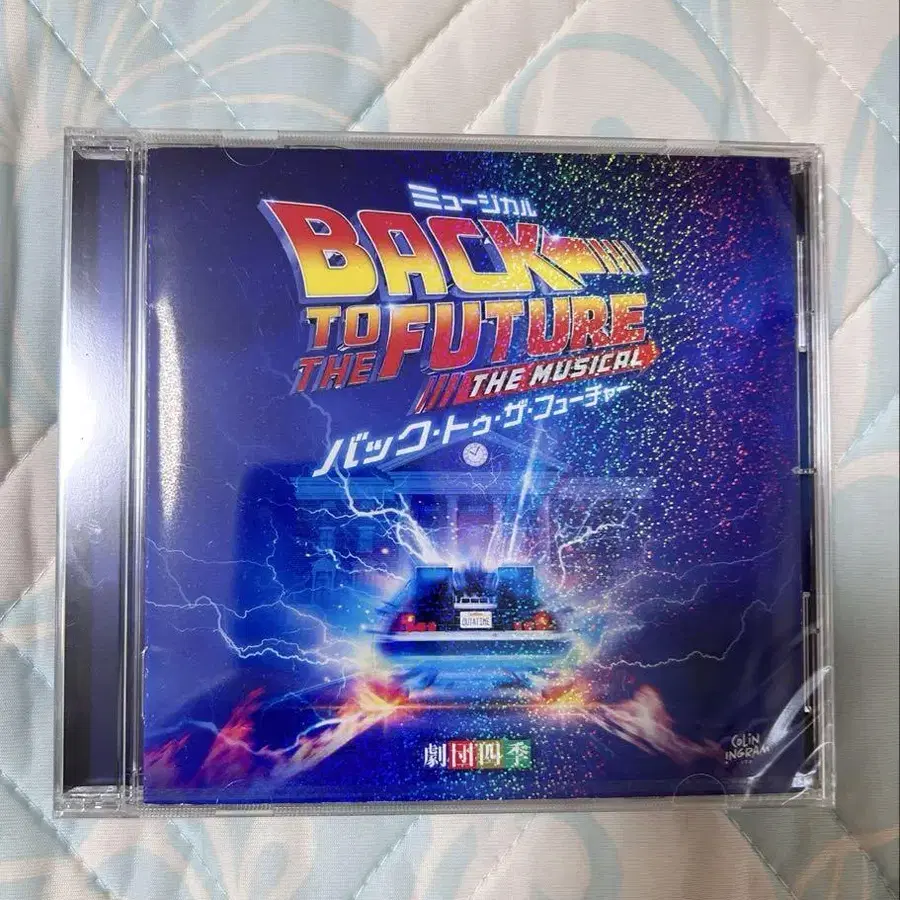 ミュージカル
BACK
TO THE FUTURE
THE MUSICAL
バック・トゥ・ザ・フューチャー
OUTATIME
劇団四季
COLIN
INGRAM